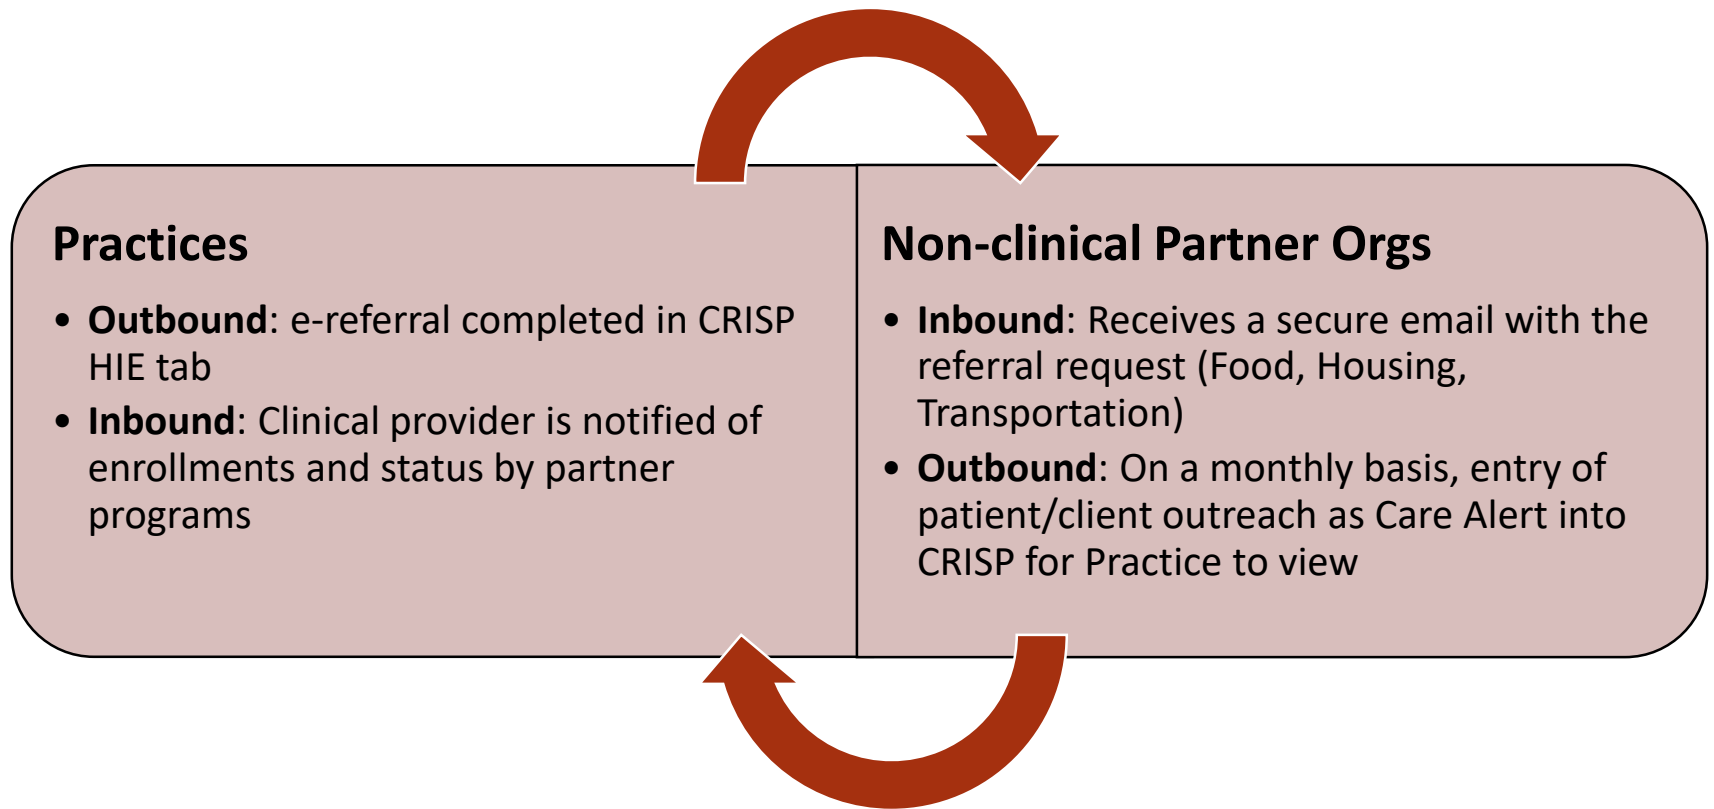 Practices
• Outbound: e-referral completed in CRISP
HIE tab
• Inbound: Clinical provider is notified of
enrollments and status by partner
programs
Non-clinical Partner Orgs
• Inbound: Receives a secure email with the
referral request (Food, Housing,
Transportation)
• Outbound: On a monthly basis, entry of
patient/client outreach as Care Alert into
CRISP for Practice to view